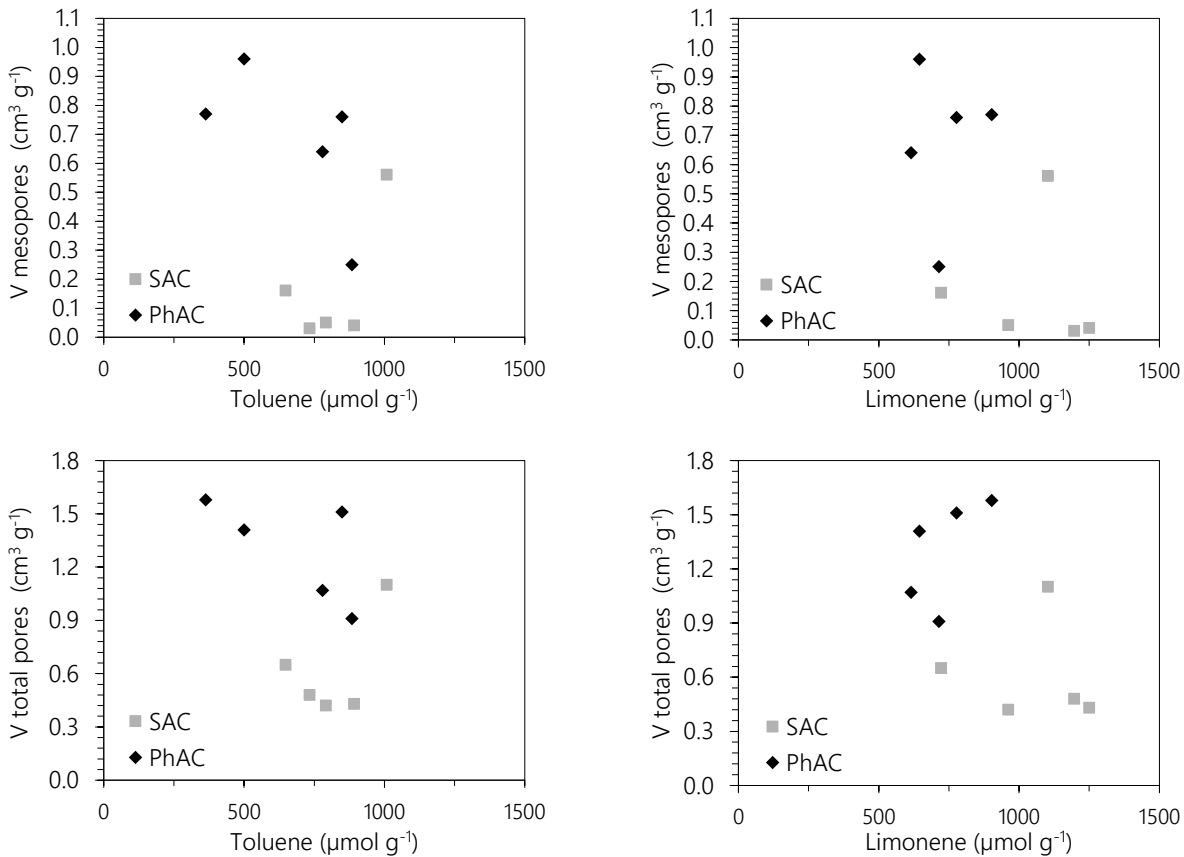 V mesopores (cm³ g⁻¹)
1.1
1.0
0.9
0.8
0.7
0.6
0.5
0.4
0.3
0.2
0.1
0.0
SAC
PhAC
0 500 1000 1500
Toluene (µmol g⁻¹)
V mesopores (cm³ g⁻¹)
1.1
1.0
0.9
0.8
0.7
0.6
0.5
0.4
0.3
0.2
0.1
0.0
SAC
PhAC
0 500 1000 1500
Limonene (µmol g⁻¹)
V total pores (cm³ g⁻¹)
1.8
1.5
1.2
0.9
0.6
0.3
0.0
SAC
PhAC
0 500 1000 1500
Toluene (µmol g⁻¹)
V total pores (cm³ g⁻¹)
1.8
1.5
1.2
0.9
0.6
0.3
0.0
SAC
PhAC
0 500 1000 1500
Limonene (µmol g⁻¹)